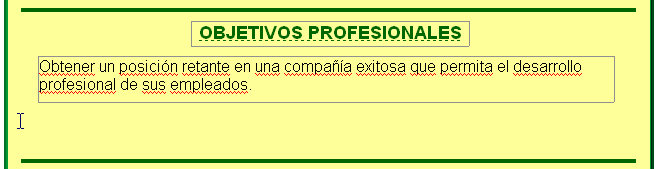 OBJETIVOS PROFESIONALES
Obtener un posición retante en una compañía exitosa que permita el desarrollo
profesional de sus empleados.